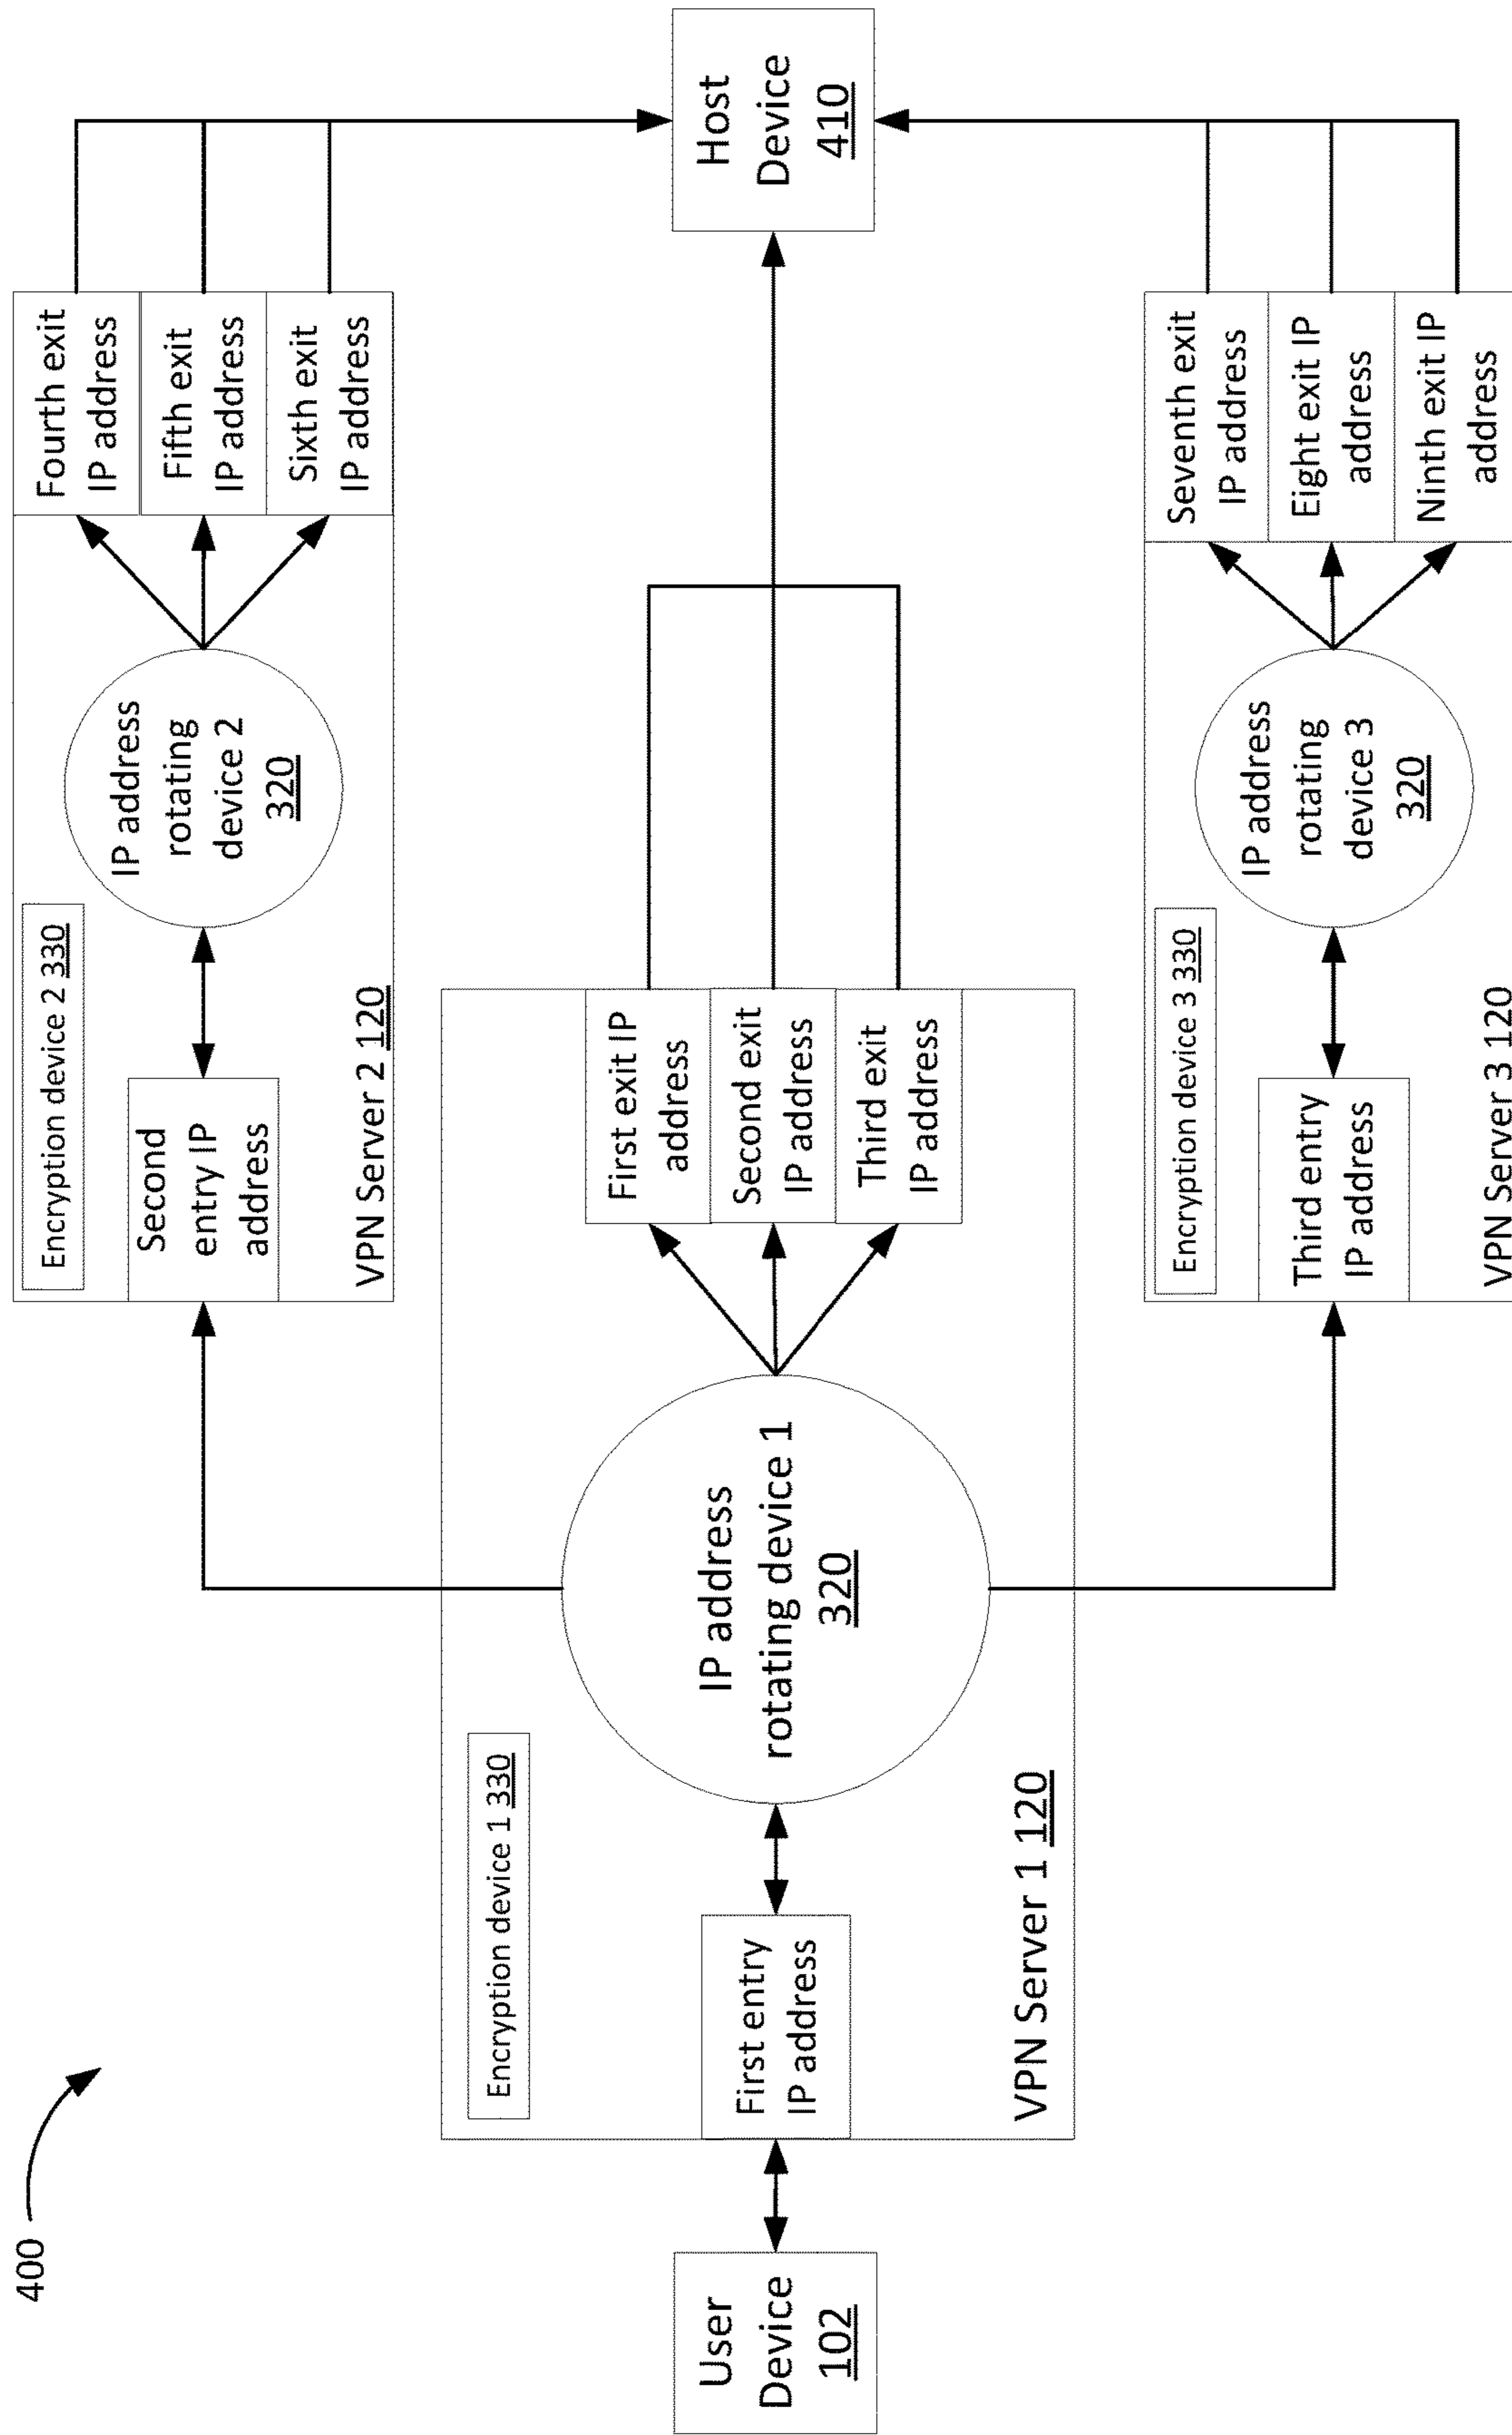 400
User
Device
102
Encryption device 1 330
First entry
IP address
IP address
rotating device 1
320
First exit IP
address
Second exit
IP address
Third exit
IP address
VPN Server 1 120
Encryption device 2 330
Second
entry IP
address
IP address
rotating
device 2
320
Fourth exit
IP address
Fifth exit
IP address
Sixth exit
IP address
VPN Server 2 120
Encryption device 3 330
Third entry
IP address
IP address
rotating
device 3
320
Seventh exit
IP address
Eight exit IP
address
Ninth exit IP
address
VPN Server 3 120
Host
Device
410